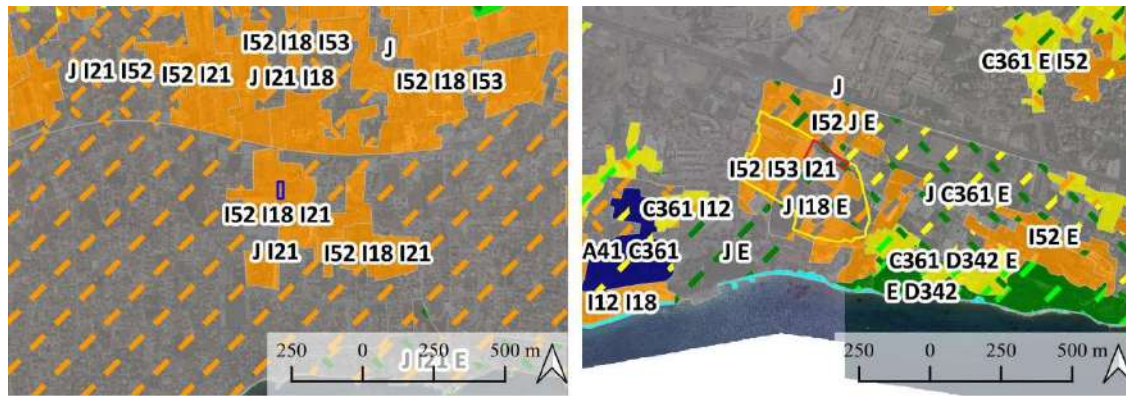 I52 I18 I53
J
J I21 I52
I52 I21
J I21 I18
I52 I18 I53
I52 I18 I21
J I21
I52 I18 I21
J I21 E
250 0 250 500 m
C361 E I52
J
I52 J E
I52 I53 I21
J C361 E
C361 I12
J I18 E
A41 C361
J E
I52 E
C361 D342 E
E D342
I12 I18
250 0 250 500 m